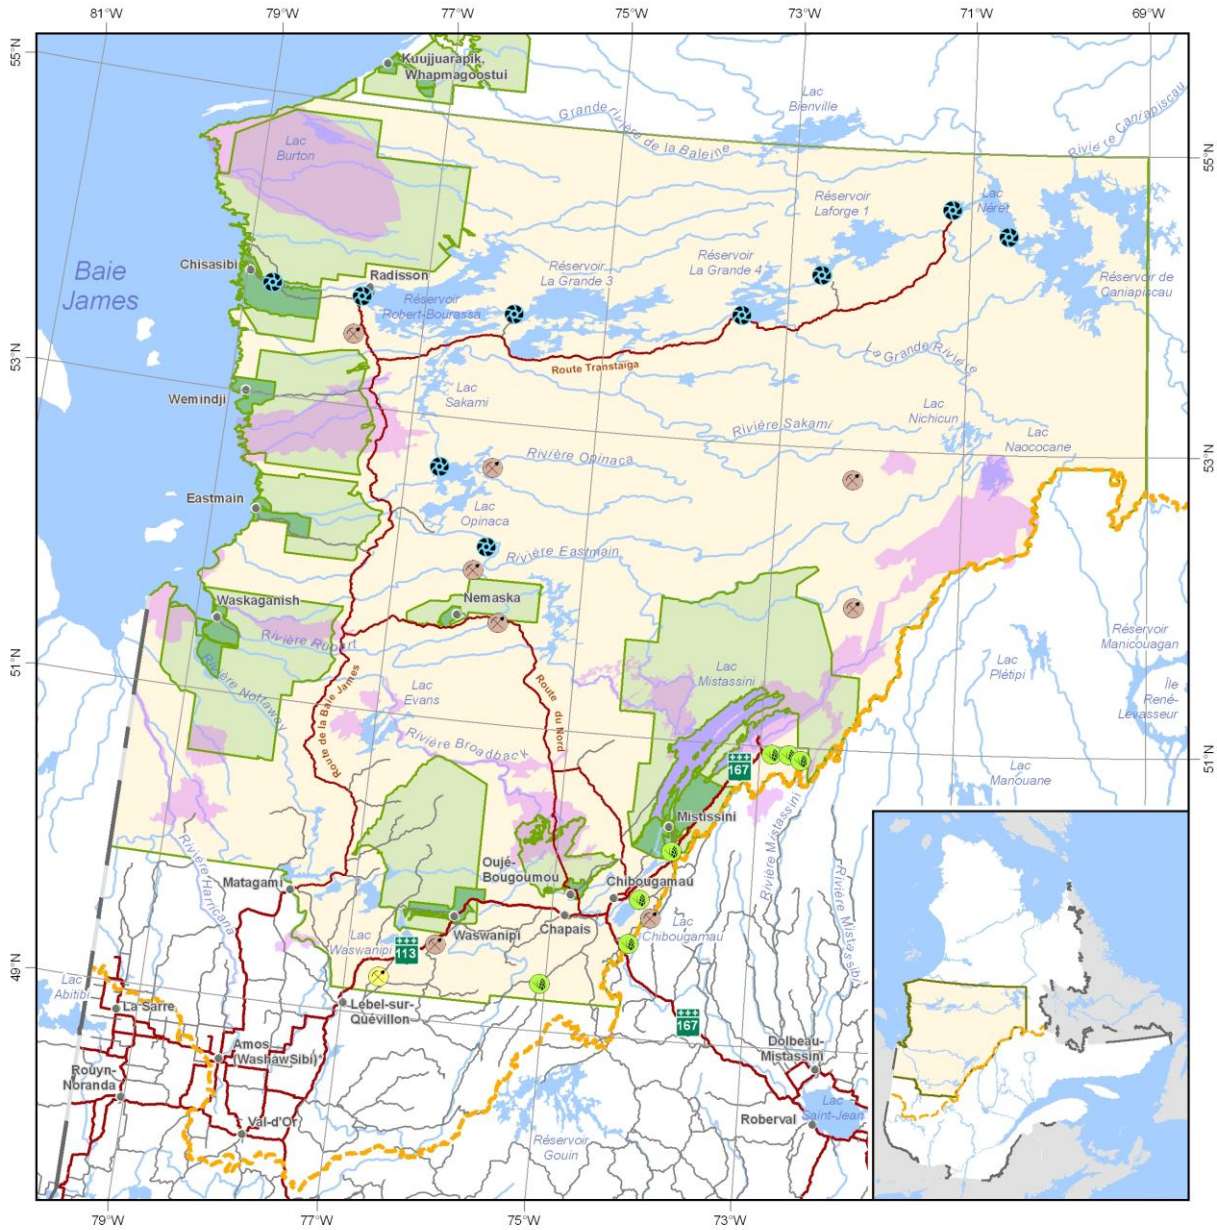 81°W
79°W
77°W
75°W
73°W
71°W
69°W
55°N
Kuujjuarapik,
Whapmagoostui
Grande rivière de la Baleine
Lac
Bienville
Rivière Caniapiscau
Lac
Burton
55°N
Réservoir
Laforge 1
Lac
Néret
Chisasibi
Radisson
Baie
James
Réservoir
La Grande 3
Réservoir
La Grande 4
Réservoir de
Caniapiscau
Réservoir
Robert-Bourassa
53°N
La Grande Rivière
Route Transtaïga
Wemindji
Lac
Sakami
Rivière Sakami
Lac
Nichicun
Lac
Naococane
Rivière Opinaca
53°N
Eastmain
Lac
Opinaca
Rivière Eastmain
Waskaganish
Nemaska
Rivière Rupert
Réservoir
Manicouagan
51°N
Rivière Nottaway
Lac
Mistassini
Lac
Plétipi
Île
René-
Levasseur
Route de la Baie James
Lac
Evans
Route
du Nord
Rivière Broadback
51°N
167
Lac
Manouane
Mistissini
Rivière Mistassini
Rivière Harricana
Oujé-
Bougoumou
Chibougamau
Rivière Mistassibi
Matagami
Waswanipi
Chapais
Lac
Chibougamau
Lac
Waswanipi
113
49°N
Lac
Abitibi
La Sarre
Lebel-sur-
Quévillon
167
Amos
(WashawSibi)*
Dolbeau-
Mistassini
Rouyn-
Noranda
Val-d'Or
Roberval
Lac
Saint-Jean
Réservoir
Gouin
79°W
77°W
75°W
73°W